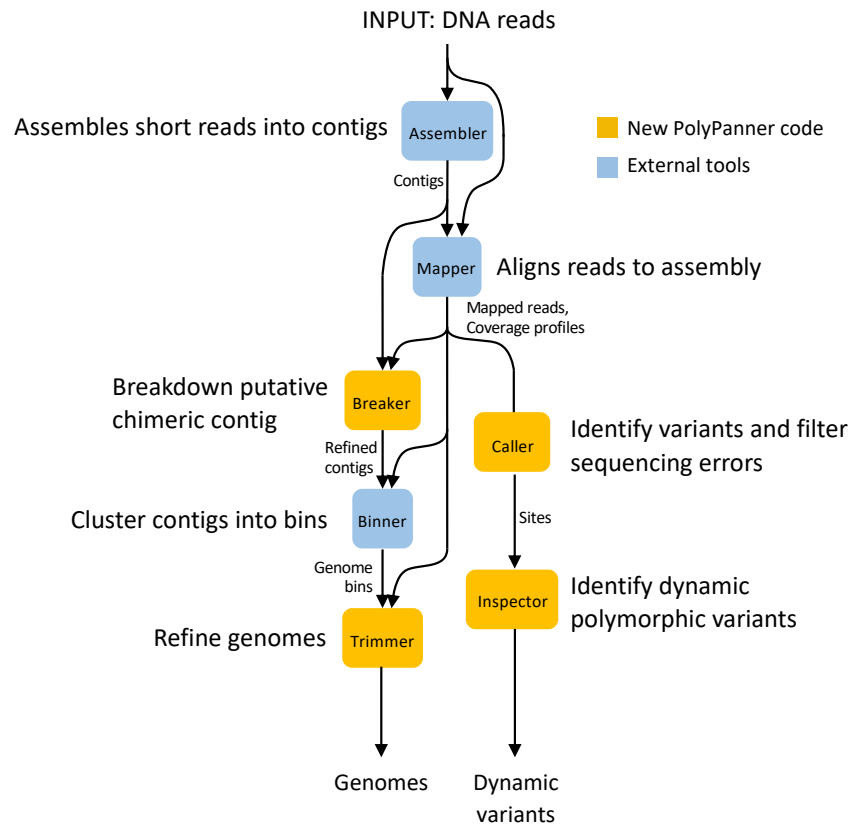 INPUT: DNA reads
Assembles short reads into contigs
Assembler
New PolyPanner code
External tools
Contigs
Mapper
Aligns reads to assembly
Mapped reads,
Coverage profiles
Breakdown putative
chimeric contig
Breaker
Refined
contigs
Caller
Identify variants and filter
sequencing errors
Cluster contigs into bins
Binner
Sites
Genome
bins
Inspector
Identify dynamic
polymorphic variants
Refine genomes
Trimmer
Genomes
Dynamic
variants